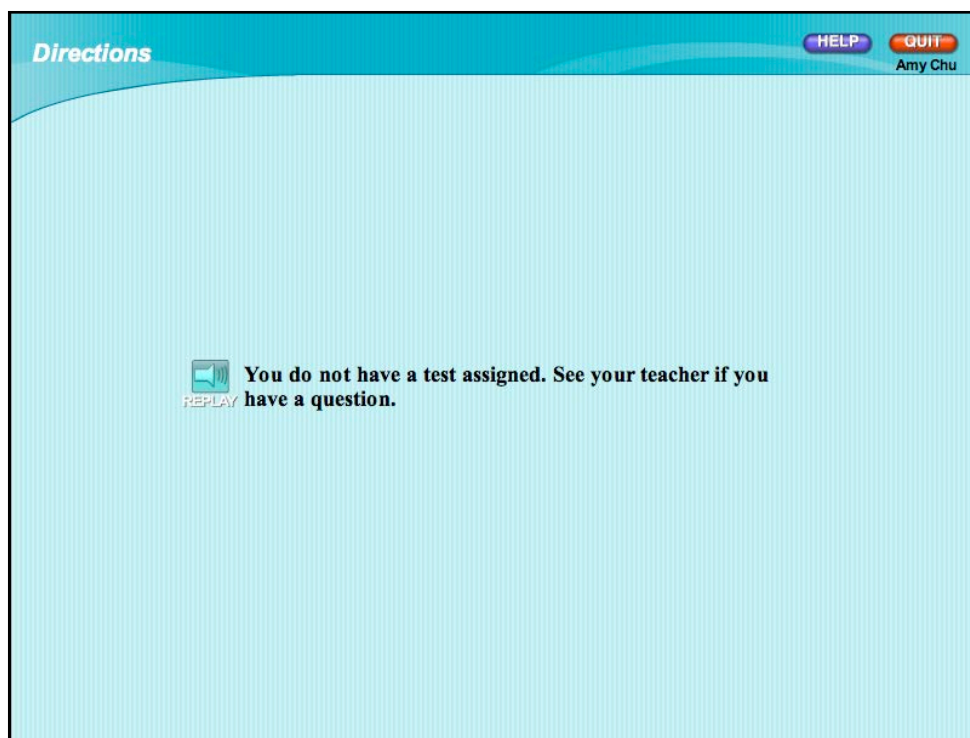 Directions
HELP
QUIT
Amy Chu
You do not have a test assigned. See your teacher if you
REPLAY have a question.